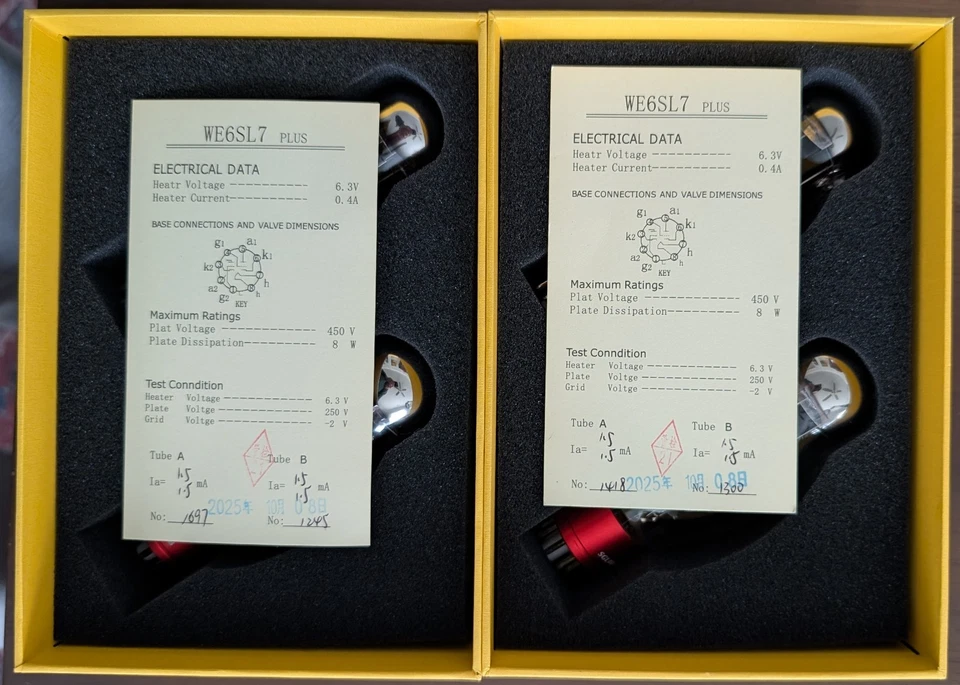 WE6SL7 PLUS
ELECTRICAL DATA
Heatr Voltage ---------- 6.3V
Heater Current---------- 0.4A
BASE CONNECTIONS AND VALVE DIMENSIONS
g1 a1
k1
k2
h
a2
g2 h
KEY
Maximum Ratings
Plat Voltage ------------ 450 V
Plate Dissipation----------- 8 W
Test Conndition
Heater Voltage -------------- 6.3 V
Plate Voltge -------------- 250 V
Grid Voltge -------------- -2 V
Tube A Tube B
1.5 1.5
Ia= 1.5 mA Ia= 1.5 mA
2025年 10月 08日
No: 1697 No: 1245
WE6SL7 PLUS
ELECTRICAL DATA
Heatr Voltage ---------- 6.3V
Heater Current---------- 0.4A
BASE CONNECTIONS AND VALVE DIMENSIONS
g1 a1
k1
k2
h
a2
g2 h
KEY
Maximum Ratings
Plat Voltage ------------ 450 V
Plate Dissipation----------- 8 W
Test Conndition
Heater Voltage -------------- 6.3 V
Plate Voltge -------------- 250 V
Grid Voltge -------------- -2 V
Tube A Tube B
1.5 1.5
Ia= 1.5 mA Ia= 1.5 mA
2025年 10月 08日
No: 1418 No: 1300